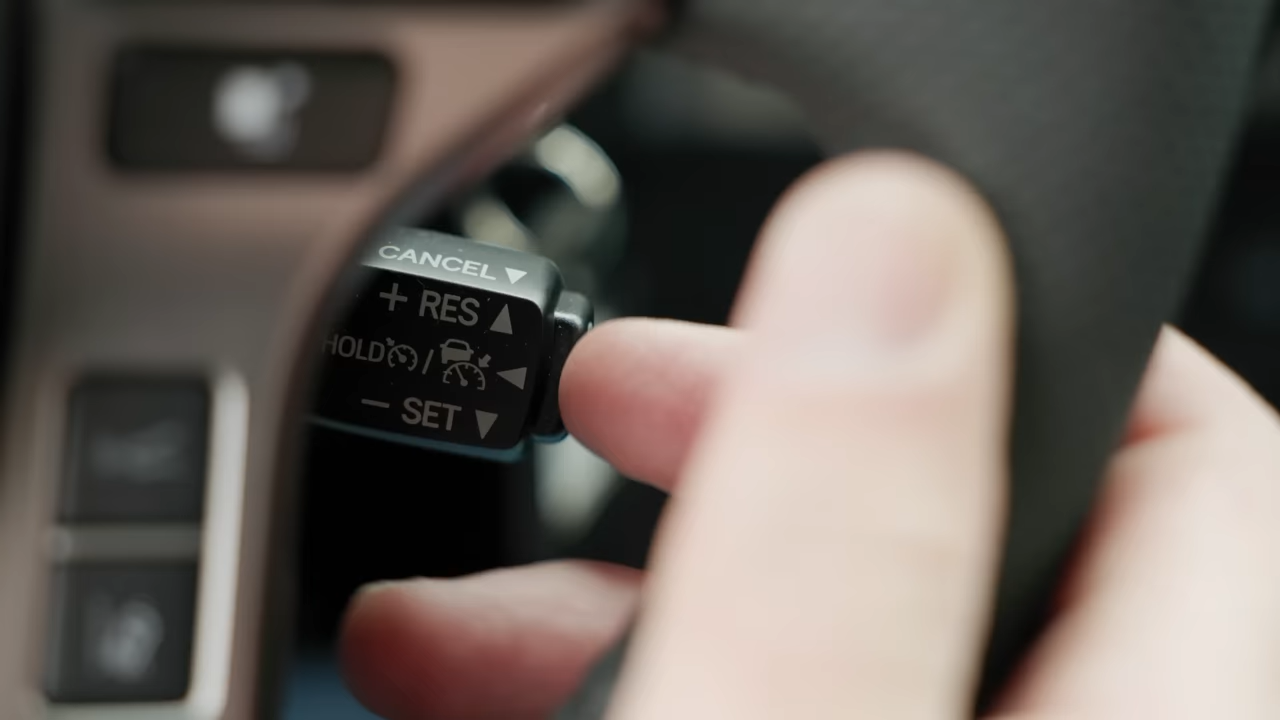 CANCEL ▼
+ RES ▲
HOLD / ◀
− SET ▼